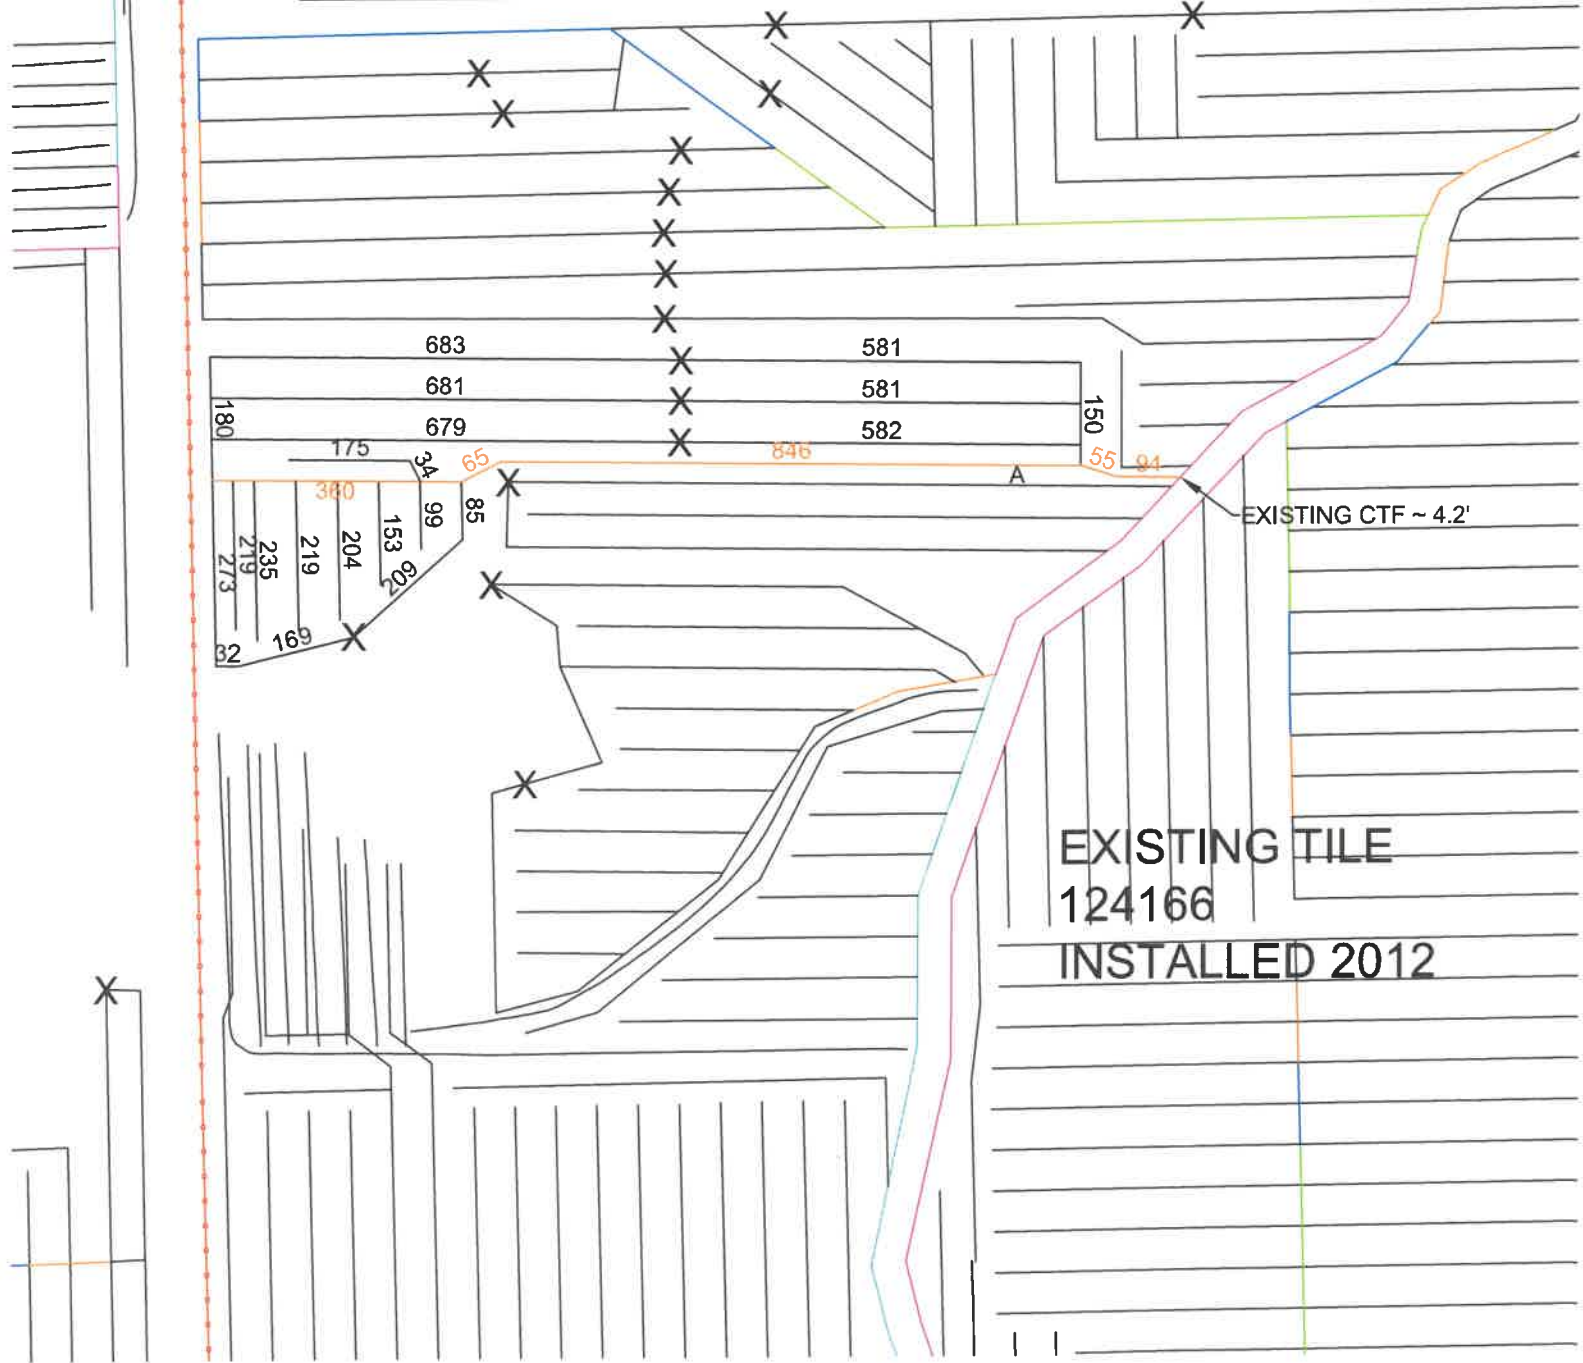 X
X
X
X
X
X
X
X
X
X
683
581
X
681
581
X
180
150
679
582
X
846
175
34
65
55
94
A
X
360
EXISTING CTF ~ 4.2'
85
99
153
204
219
235
219
273
209
X
X
169
32
X
EXISTING TILE
124166
INSTALLED 2012
X